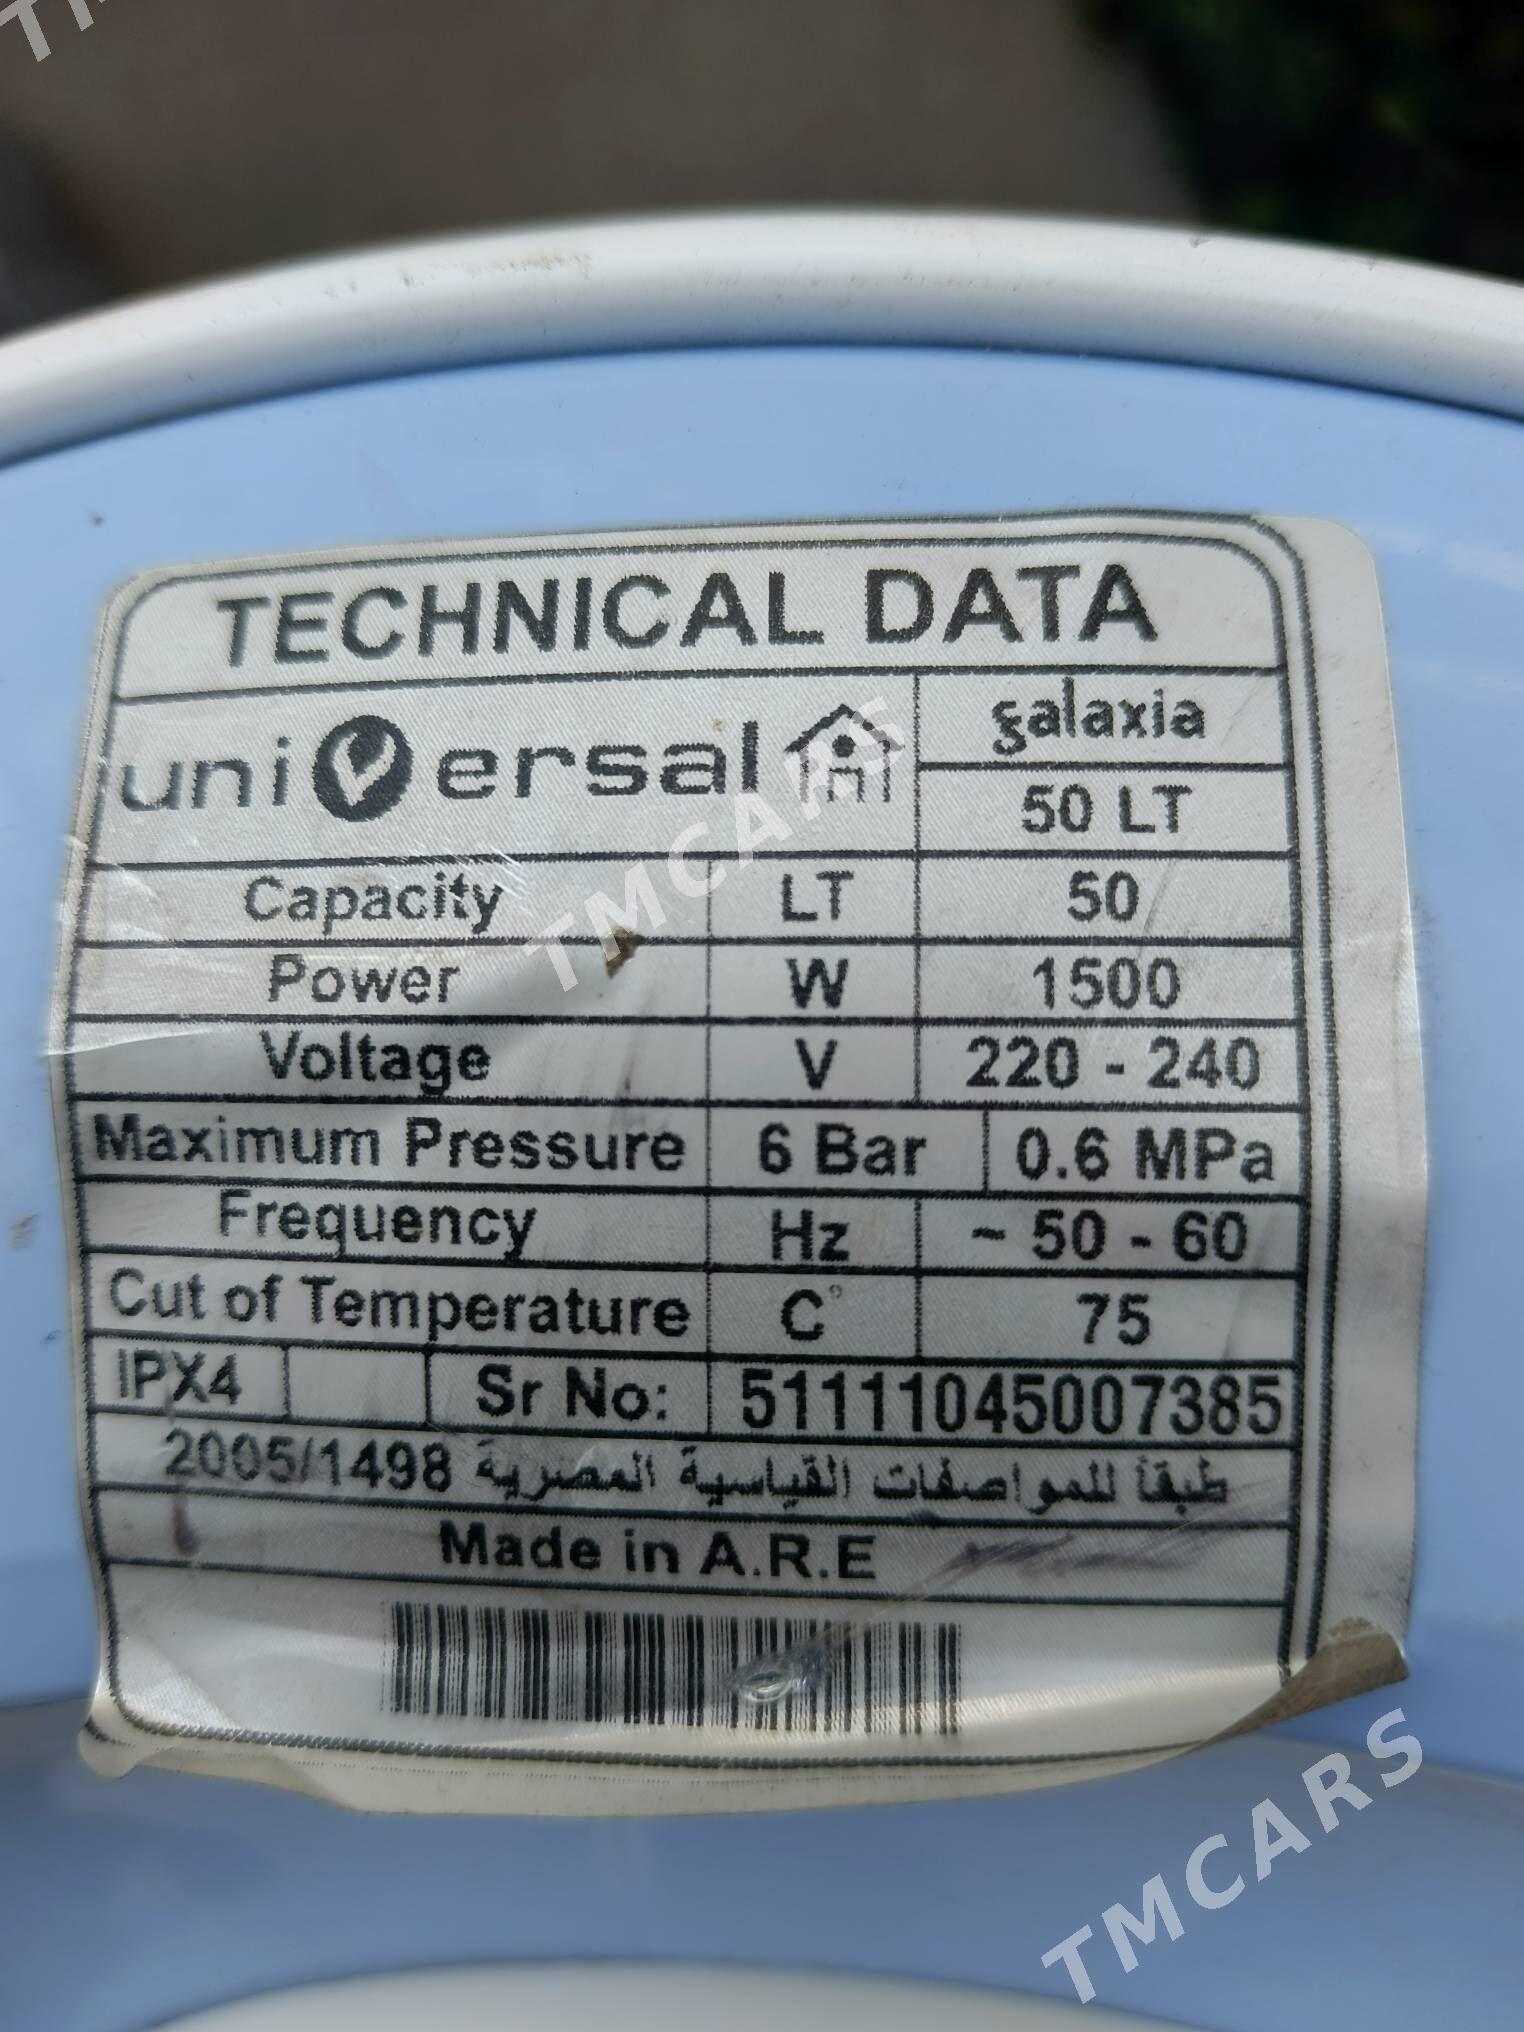 TM
TECHNICAL DATA
universal
galaxia
50 LT
Capacity LT 50
Power W 1500
Voltage V 220 - 240
Maximum Pressure 6 Bar 0.6 MPa
Frequency Hz ~ 50 - 60
Cut of Temperature C° 75
IPX4 Sr No: 51111045007385
طبقاً للمواصفات القياسية المصرية 2005/1498
Made in A.R.E
TMCARS
TMCARS